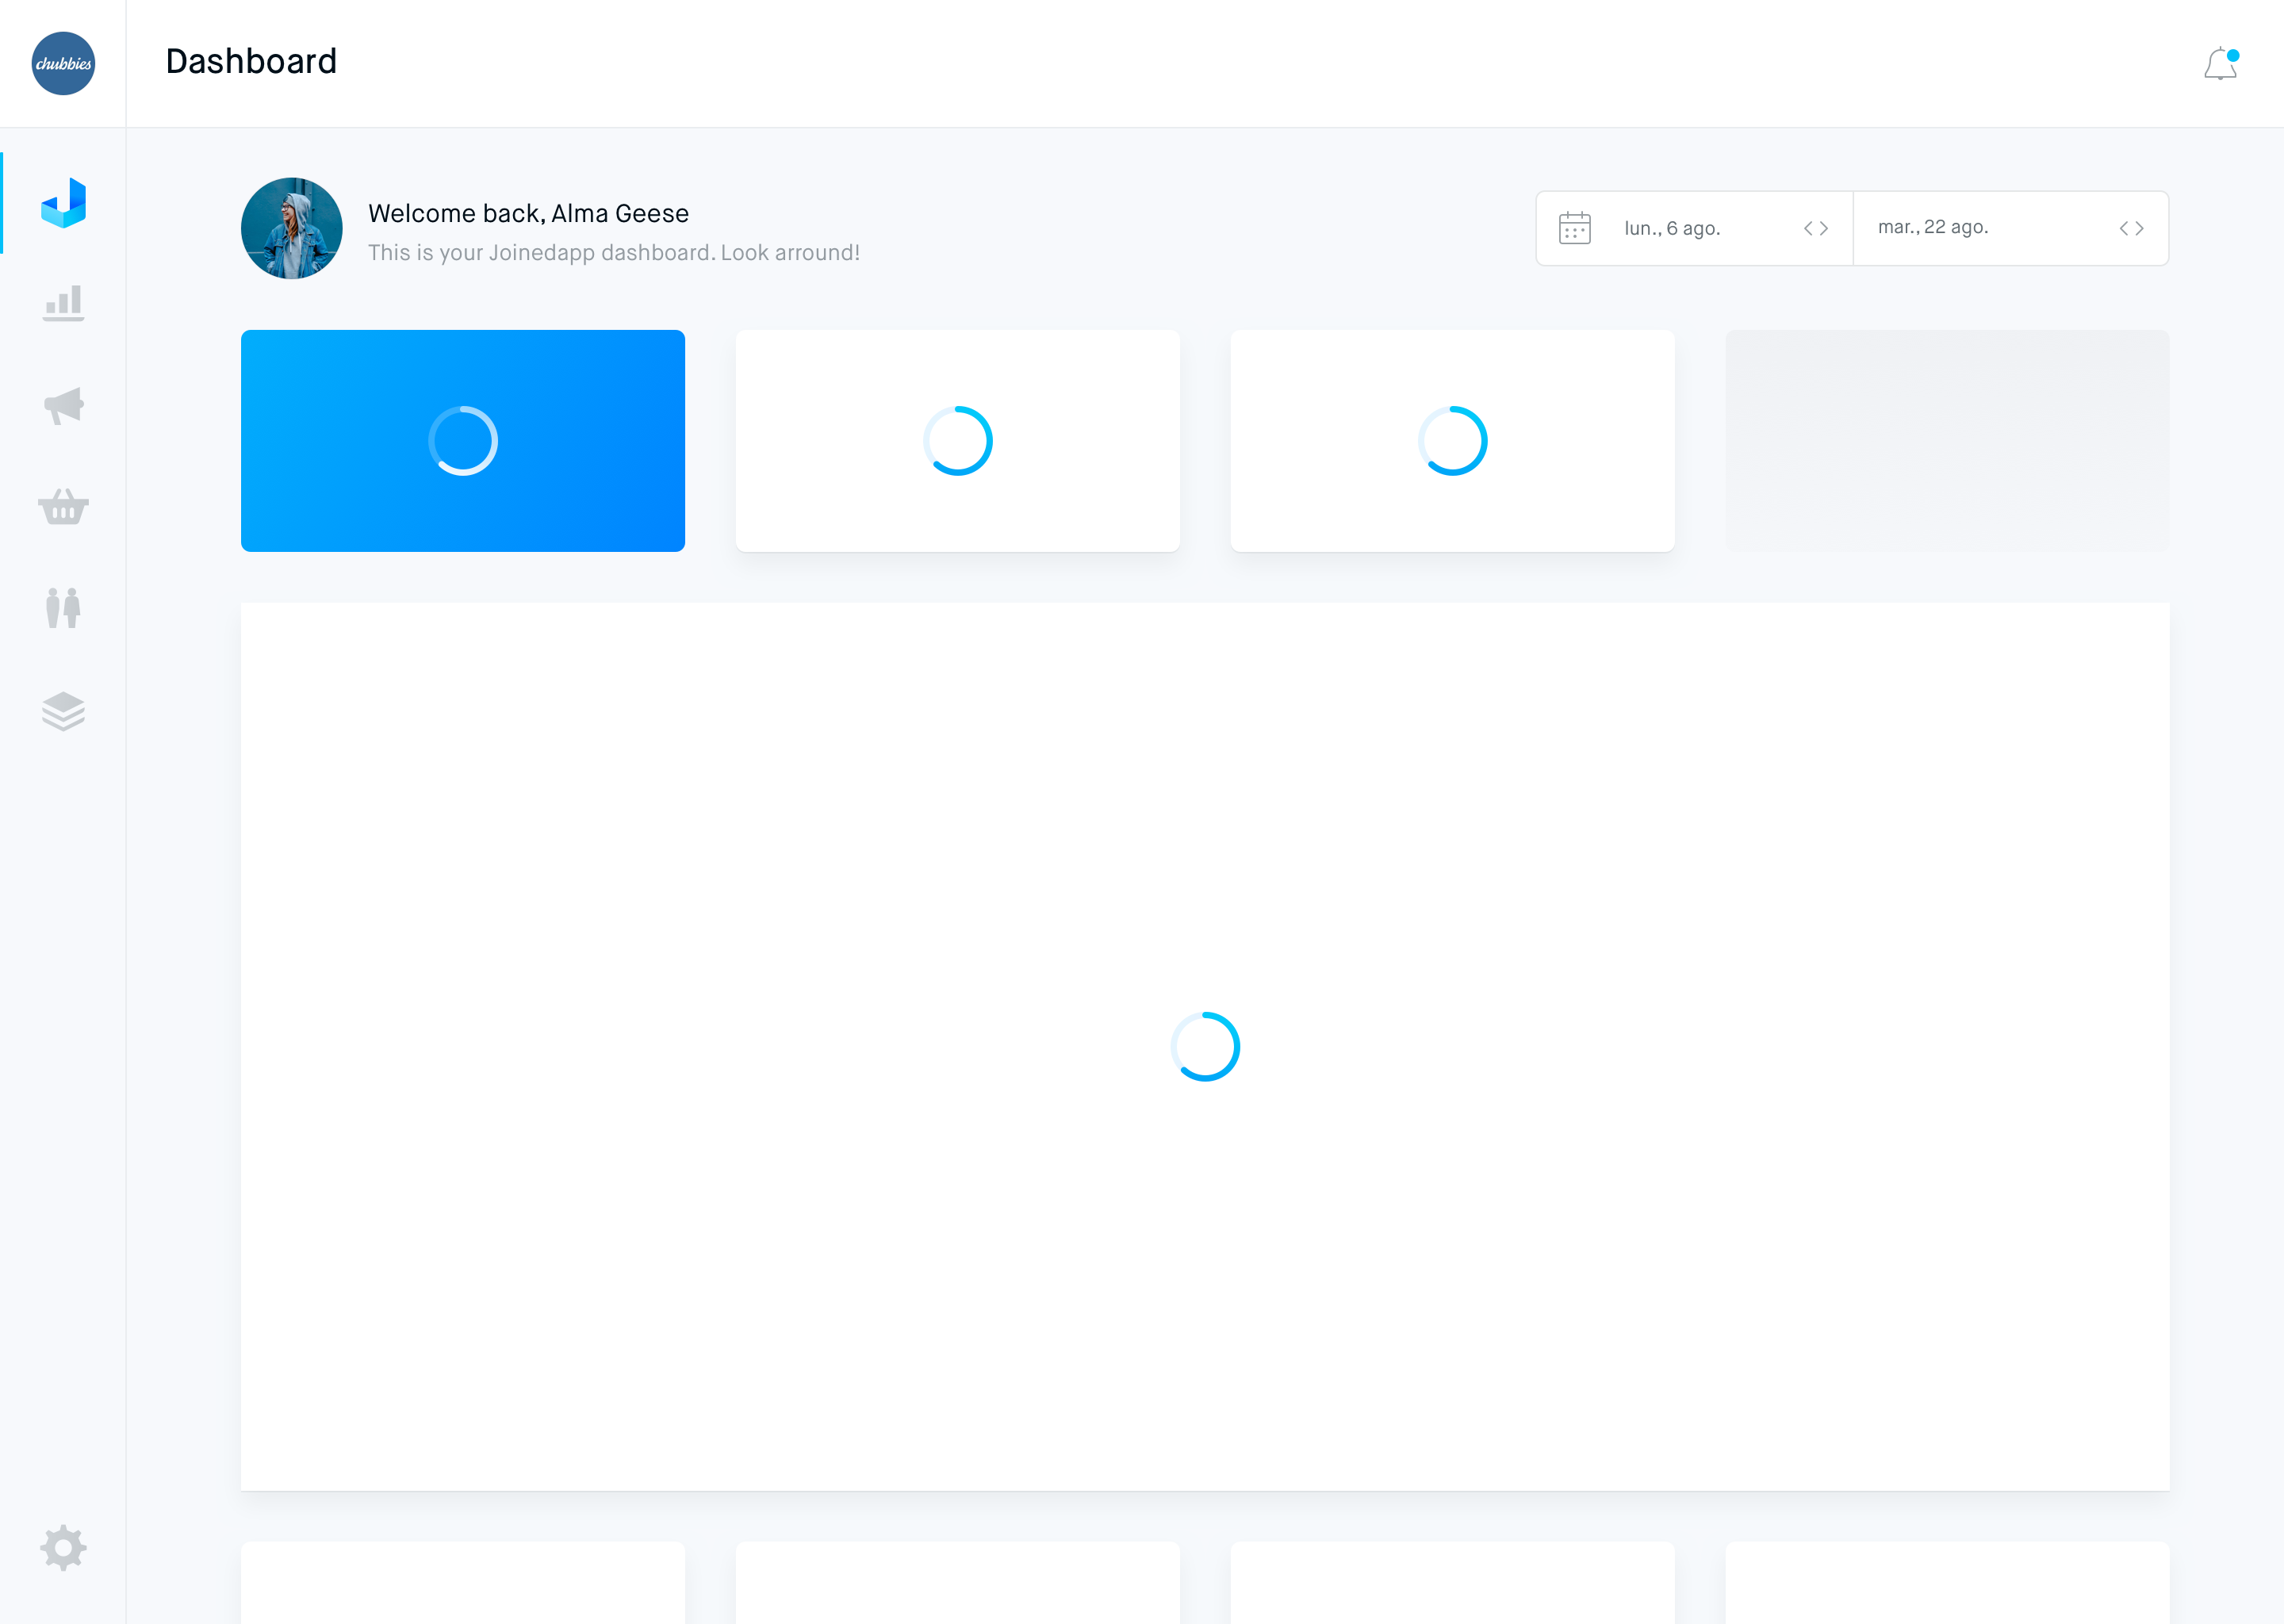 chubbies
Dashboard
Welcome back, Alma Geese
This is your Joinedapp dashboard. Look arround!
lun., 6 ago.
mar., 22 ago.